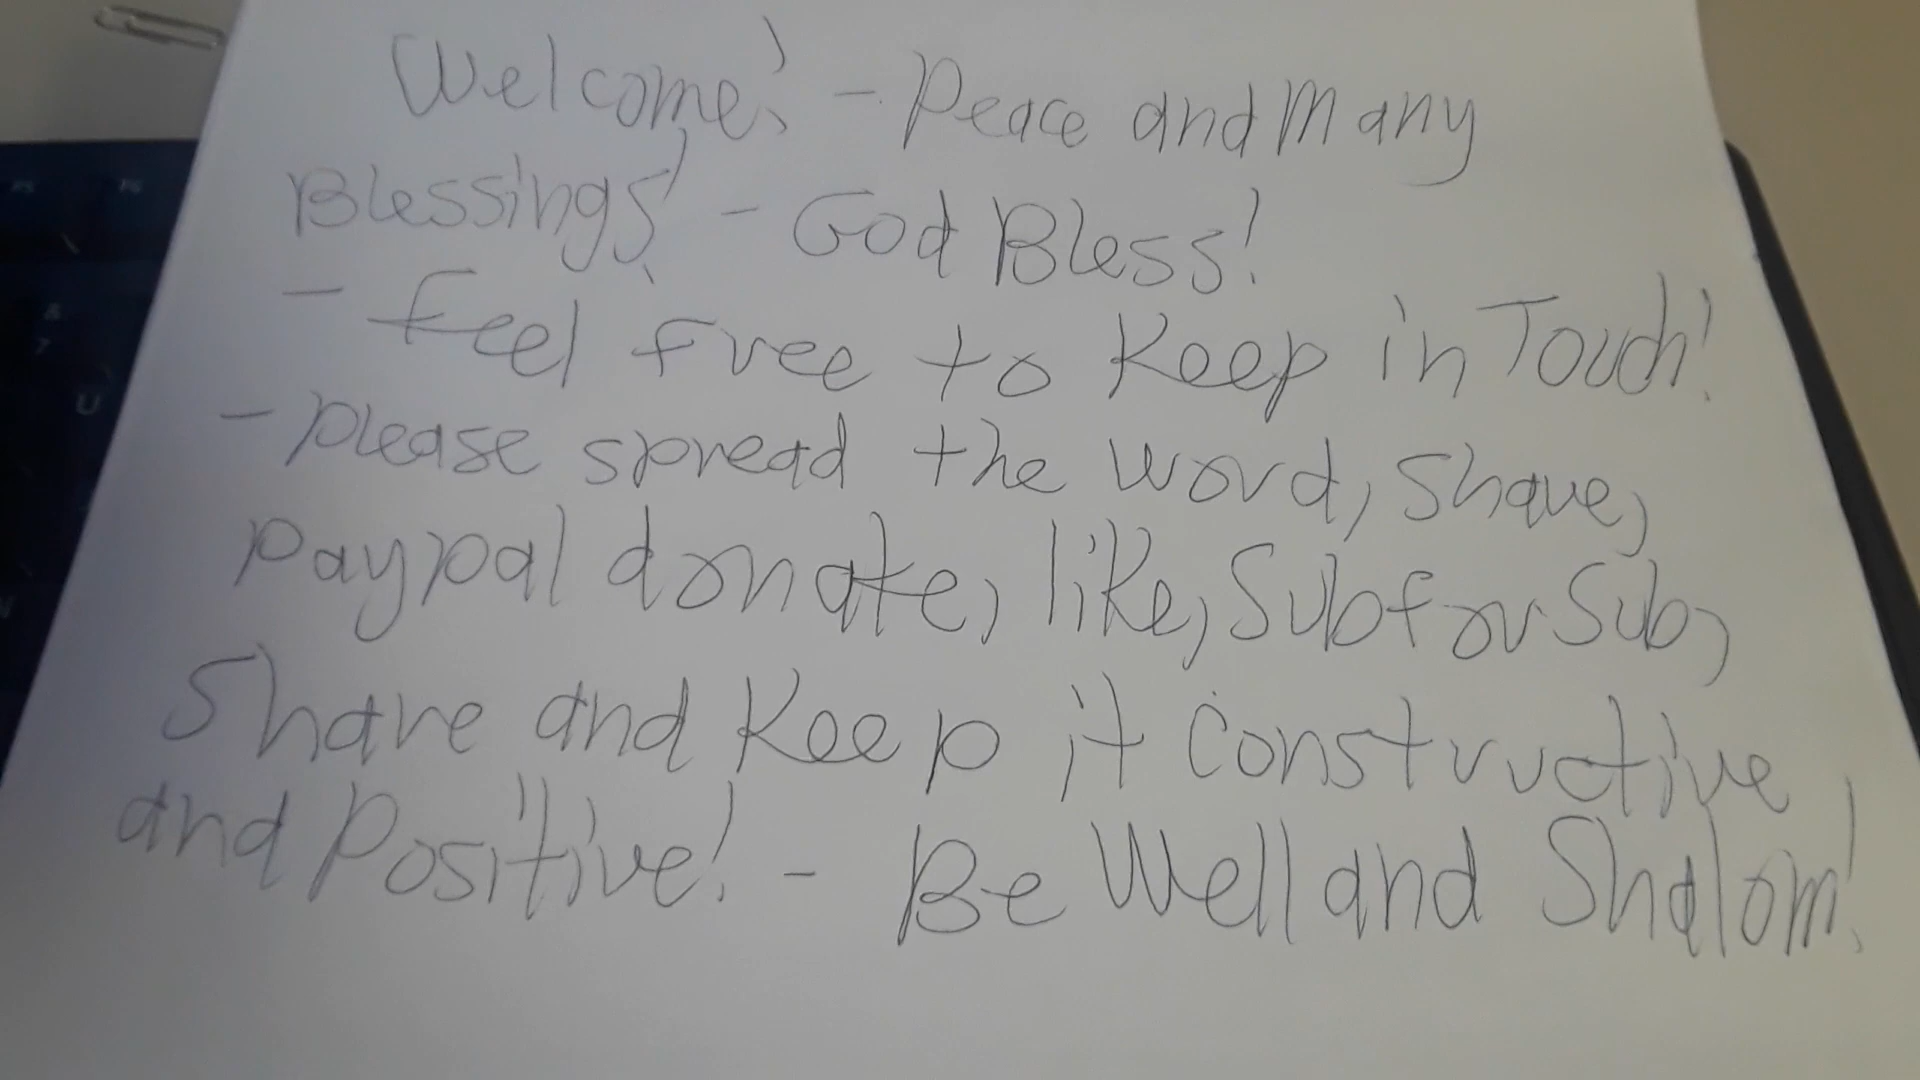 Welcome! - Peace and Many
Blessings! - God Bless!
- Feel free to Keep in Touch!
- please spread the word, share,
paypal donate, like, Sub for Sub,
Share and Keep it Constructive
and Positive! - Be Well and Shalom!